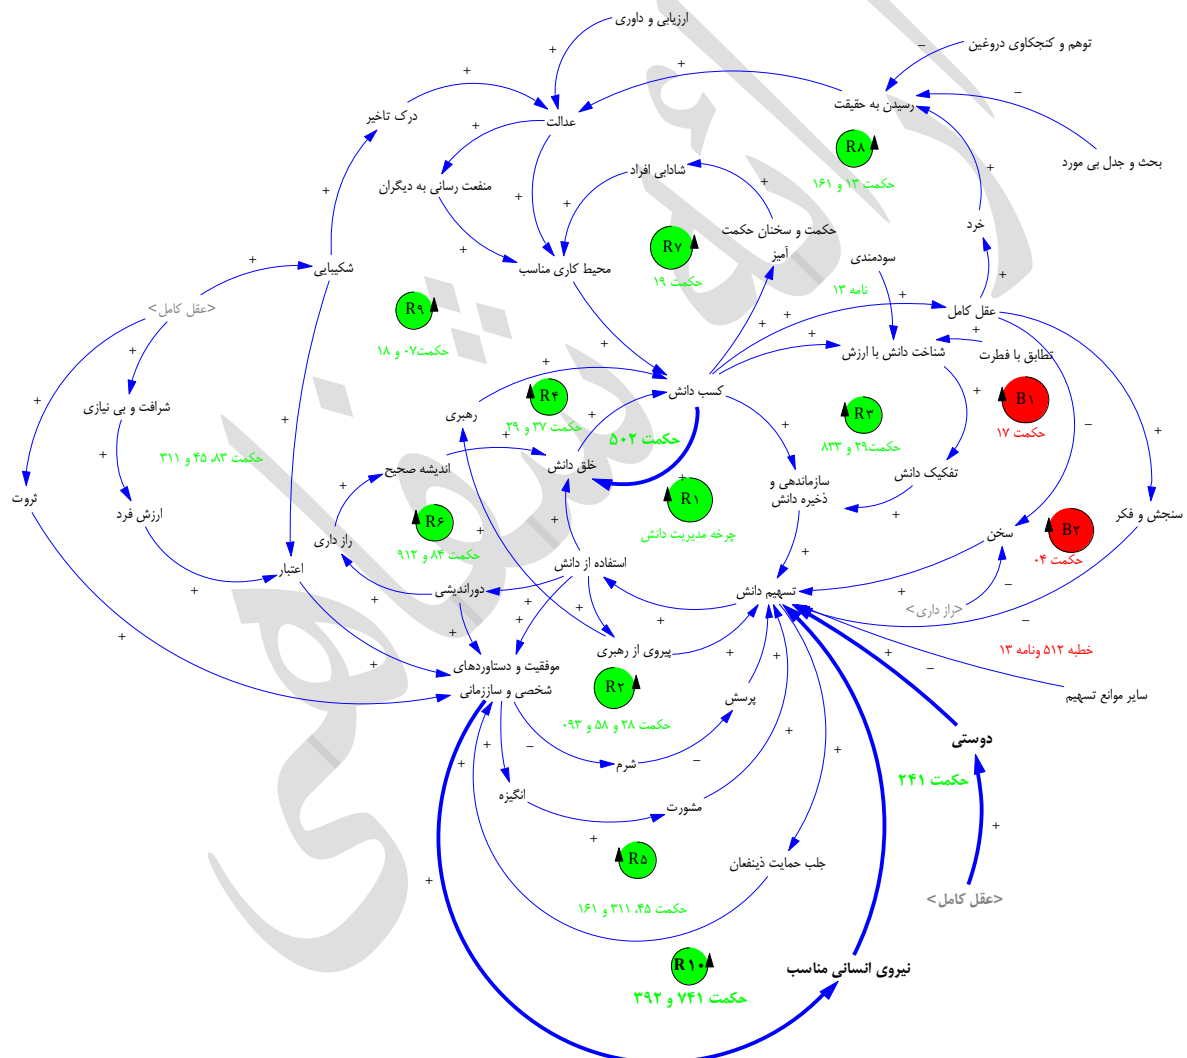 ارزیابی و داوری
توهم و کنجکاوی دروغین
رسیدن به حقیقت
درک تاخیر
عدالت
بحث و جدل بی مورد
R۸
حکمت ۱۳ و ۱۶۱
شادابی افراد
منفعت رسانی به دیگران
خرد
حکمت و سخنان حکمت
آمیز
R۷
حکمت ۱۹
سودمندی
شکیبایی
محیط کاری مناسب
نامه ۱۳
<عقل کامل>
R۹
حکمت۰۷ و ۱۸
عقل کامل
شناخت دانش با ارزش
تطابق با فطرت
کسب دانش
شرافت و بی نیازی
رهبری
R۴
حکمت ۳۷ و ۲۹
R۳
حکمت۲۹ و ۸۳۳
B۱
حکمت ۱۷
حکمت ۵۰۲
حکمت ۸۳، ۴۵ و ۳۱۱
اندیشه صحیح
خلق دانش
تفکیک دانش
سازماندهی و
ذخیره دانش
ثروت
ارزش فرد
R۱
چرخه مدیریت دانش
سنجش و فکر
R۶
حکمت ۸۴ و ۹۱۲
راز داری
سخن
B۲
حکمت ۰۴
اعتبار
استفاده از دانش
دوراندیشی
تسهیم دانش
<راز داری>
پیروی از رهبری
خطبه ۵۱۲ ونامه ۱۳
موفقیت و دستاوردهای
شخصی و ساززمانی
R۲
حکمت ۲۸ و ۵۸ و ۰۹۳
پرسش
سایر موانع تسهیم
دوستی
شرم
حکمت ۲۴۱
انگیزه
مشورت
R۵
جلب حمایت ذینفعان
حکمت ۴۵، ۳۱۱ و ۱۶۱
<عقل کامل>
R۱۰
نیروی انسانی مناسب
حکمت ۷۴۱ و ۳۹۲